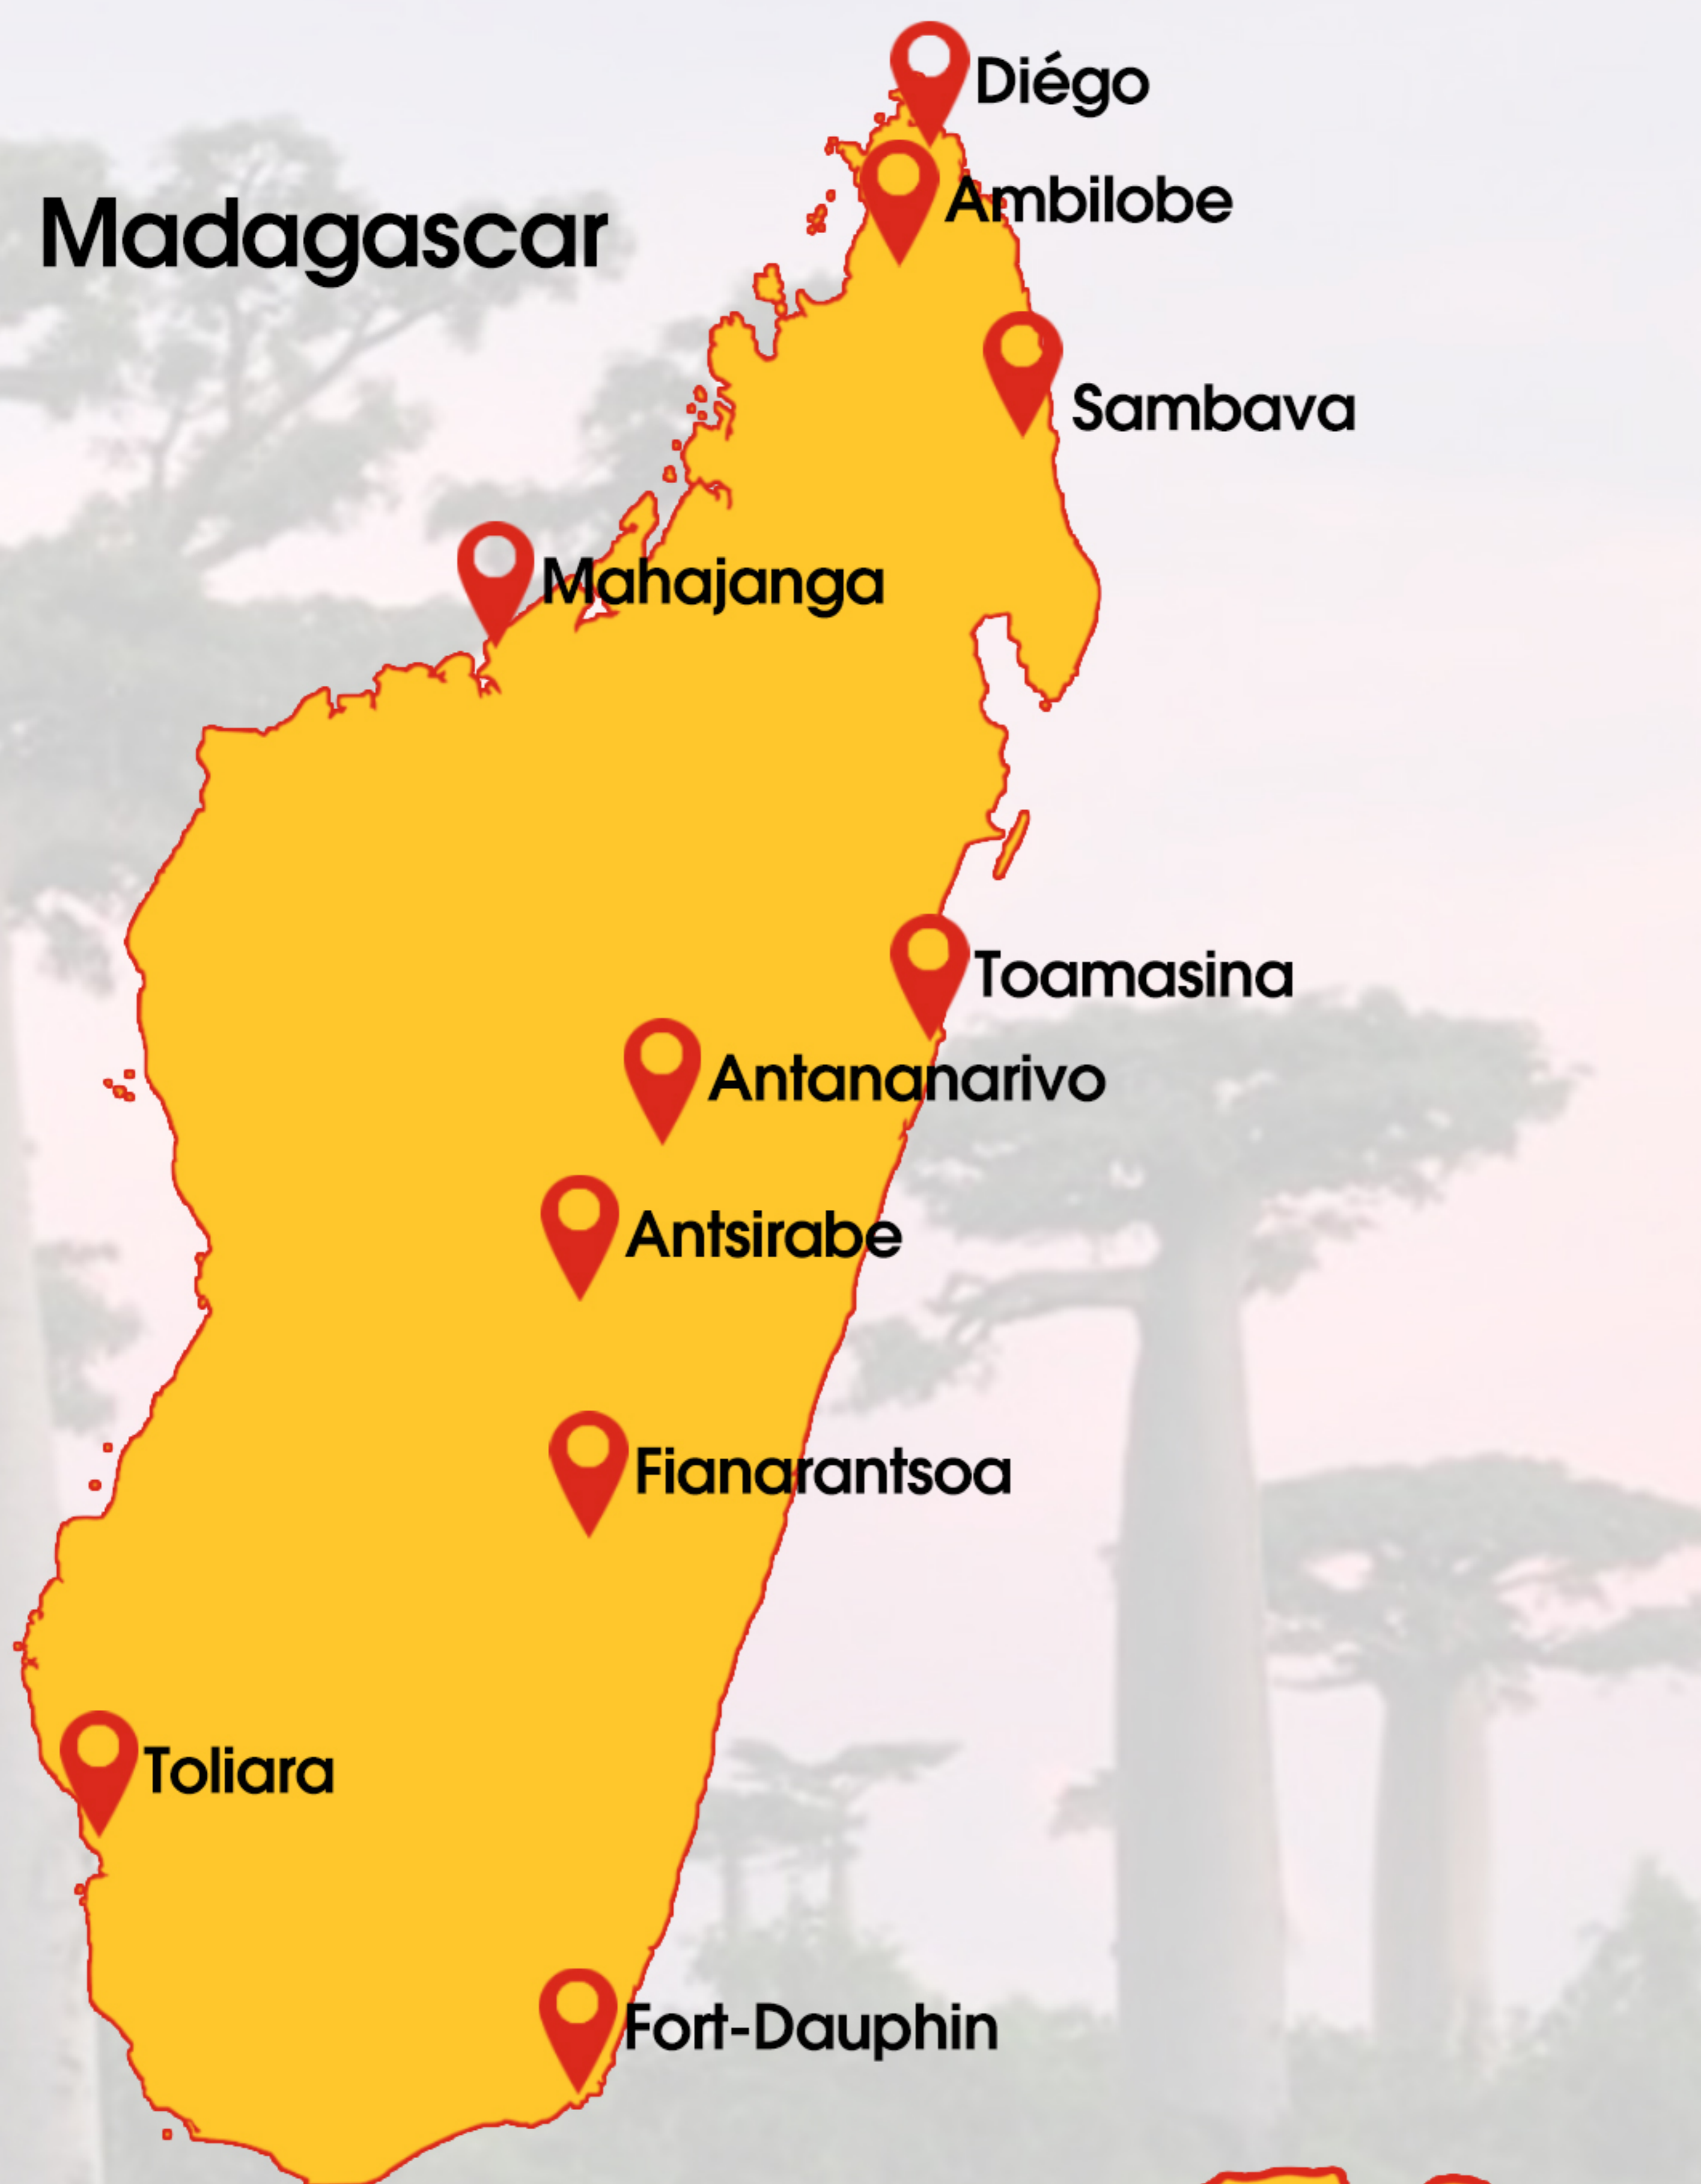 Diégo
Ambilobe
Madagascar
Sambava
Mahajanga
Toamasina
Antananarivo
Antsirabe
Fianarantsoa
Toliara
Fort-Dauphin